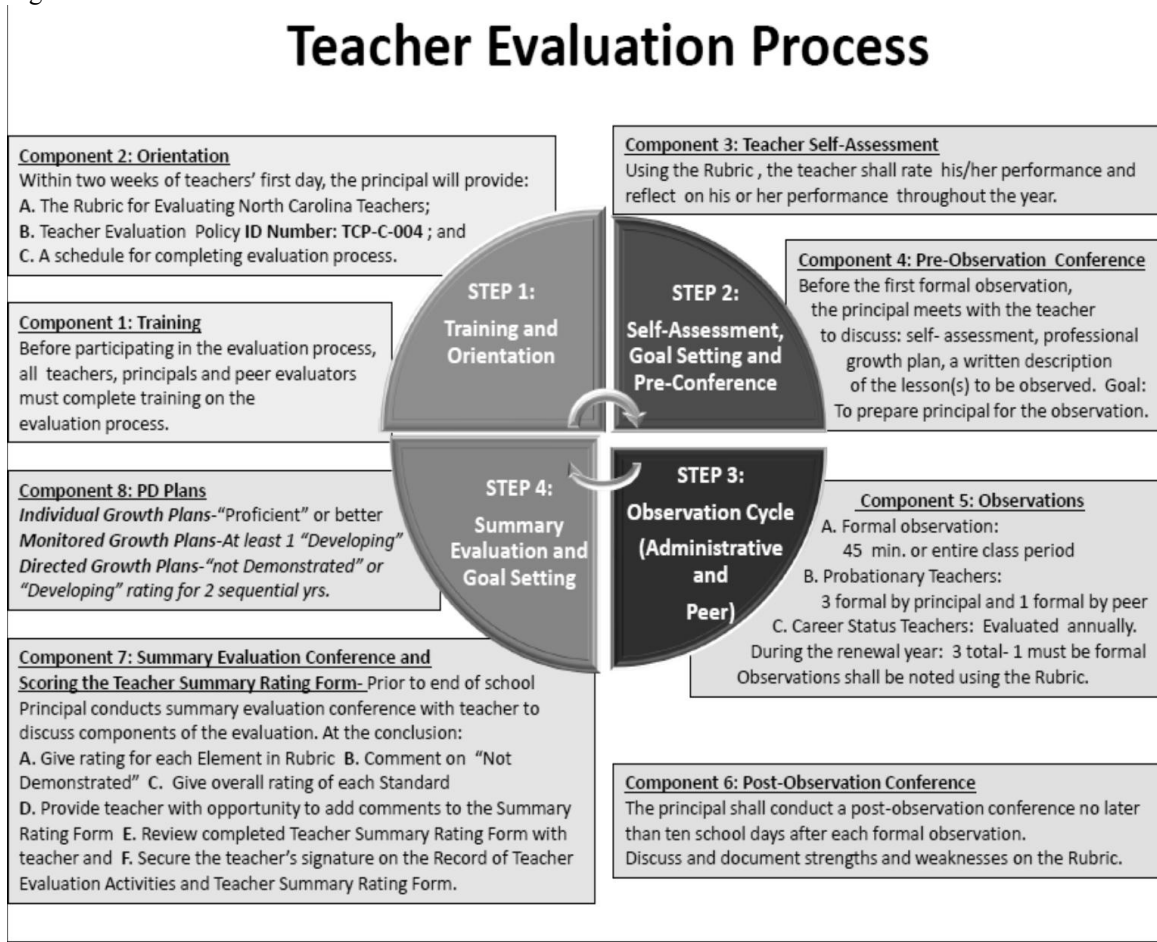 Teacher Evaluation Process
Component 2: Orientation
Within two weeks of teachers' first day, the principal will provide:
A. The Rubric for Evaluating North Carolina Teachers;
B. Teacher Evaluation Policy ID Number: TCP-C-004 ; and
C. A schedule for completing evaluation process.
Component 1: Training
Before participating in the evaluation process,
all teachers, principals and peer evaluators
must complete training on the
evaluation process.
Component 8: PD Plans
Individual Growth Plans-“Proficient” or better
Monitored Growth Plans-At least 1 “Developing”
Directed Growth Plans-“not Demonstrated” or
“Developing” rating for 2 sequential yrs.
Component 7: Summary Evaluation Conference and
Scoring the Teacher Summary Rating Form- Prior to end of school
Principal conducts summary evaluation conference with teacher to
discuss components of the evaluation. At the conclusion:
A. Give rating for each Element in Rubric B. Comment on “Not
Demonstrated” C. Give overall rating of each Standard
D. Provide teacher with opportunity to add comments to the Summary
Rating Form E. Review completed Teacher Summary Rating Form with
teacher and F. Secure the teacher's signature on the Record of Teacher
Evaluation Activities and Teacher Summary Rating Form.
STEP 1:
Training and
Orientation
STEP 2:
Self-Assessment,
Goal Setting and
Pre-Conference
STEP 4:
Summary
Evaluation and
Goal Setting
STEP 3:
Observation Cycle
(Administrative
and
Peer)
Component 3: Teacher Self-Assessment
Using the Rubric , the teacher shall rate his/her performance and
reflect on his or her performance throughout the year.
Component 4: Pre-Observation Conference
Before the first formal observation,
the principal meets with the teacher
to discuss: self- assessment, professional
growth plan, a written description
of the lesson(s) to be observed. Goal:
To prepare principal for the observation.
Component 5: Observations
A. Formal observation:
45 min. or entire class period
B. Probationary Teachers:
3 formal by principal and 1 formal by peer
C. Career Status Teachers: Evaluated annually.
During the renewal year: 3 total- 1 must be formal
Observations shall be noted using the Rubric.
Component 6: Post-Observation Conference
The principal shall conduct a post-observation conference no later
than ten school days after each formal observation.
Discuss and document strengths and weaknesses on the Rubric.